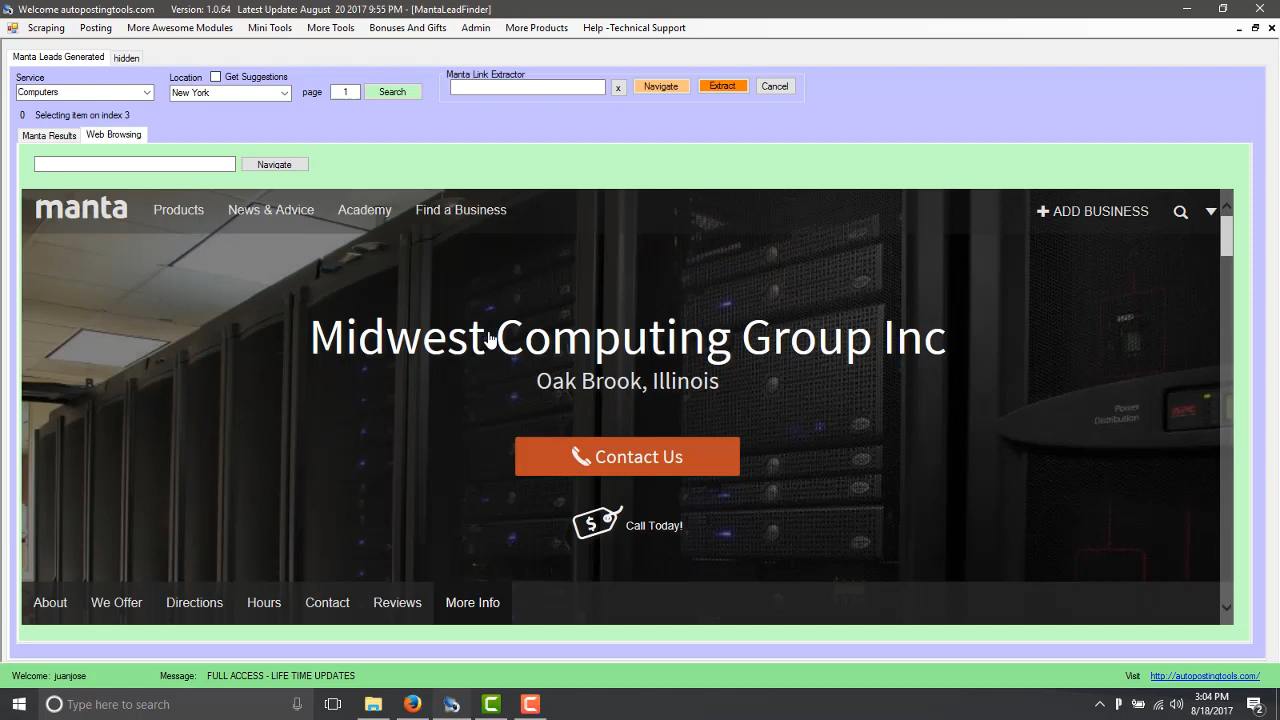 Welcome autopostingtools.com Version: 1.0.64 Latest Update: August 20 2017 9:55 PM - [MantaLeadFinder]
Scraping Posting More Awesome Modules Mini Tools More Tools Bonuses And Gifts Admin More Products Help -Technical Support
Manta Leads Generated hidden
Service Location Get Suggestions Manta Link Extractor
Computers New York page 1 Search x Navigate Extract Cancel
0 Selecting item on index 3
Manta Results Web Browsing
Navigate
manta Products News & Advice Academy Find a Business + ADD BUSINESS
Midwest Computing Group Inc
Oak Brook, Illinois
Power
Distribution
APC
Contact Us
$ Call Today!
About We Offer Directions Hours Contact Reviews More Info
Welcome: juanjose Message: FULL ACCESS - LIFE TIME UPDATES Visit http://autopostingtools.com/
Type here to search 3:04 PM
8/18/2017 2